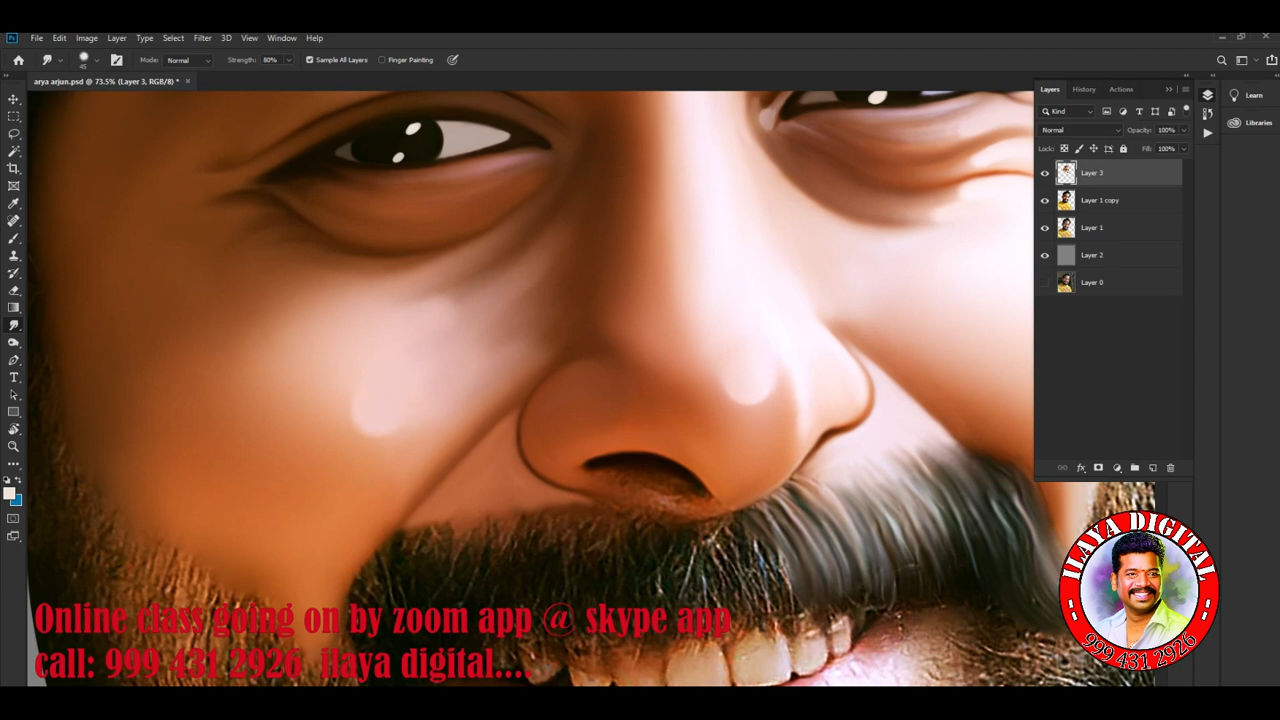 Ps File Edit Image Layer Type Select Filter 3D View Window Help
45 Mode: Normal Strength: 80% Sample All Layers Finger Painting
arya arjun.psd @ 73.5% (Layer 3, RGB/8) * ×
Layers History Actions
Learn
Libraries
Kind
Normal Opacity: 100%
Lock: Fill: 100%
Layer 3
Layer 1 copy
Layer 1
Layer 2
Layer 0
fx
ILAYA DIGITAL
999 431 2926
Online class going on by zoom app @ skype app
call: 999 431 2926 ilaya digital....